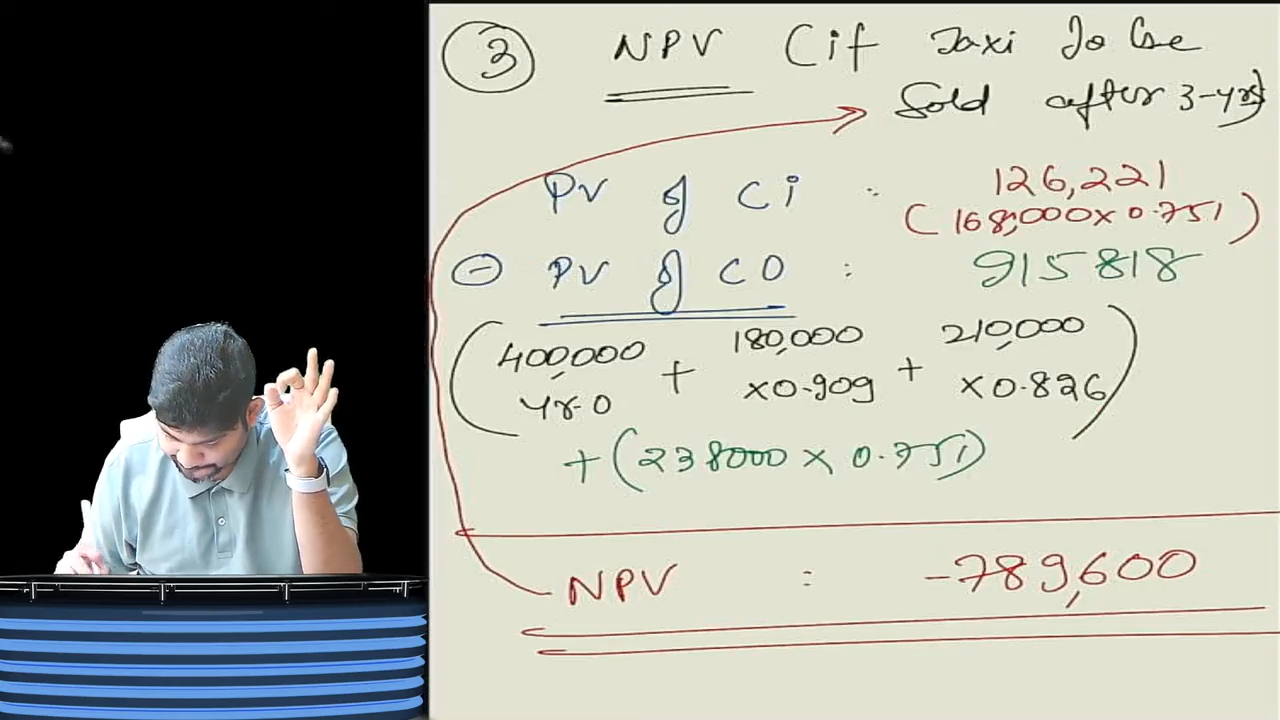 ③ NPV (if Taxi to be
Sold after 3-yrs)
PV of CI : 126,221
(168,000 x 0.751)
⊖ PV of CO : 915818
(400,000 Yr. 0 + 180,000 x0.909 + 210,000 x0.826)
+ (238000 x 0.751)
NPV : -789,600